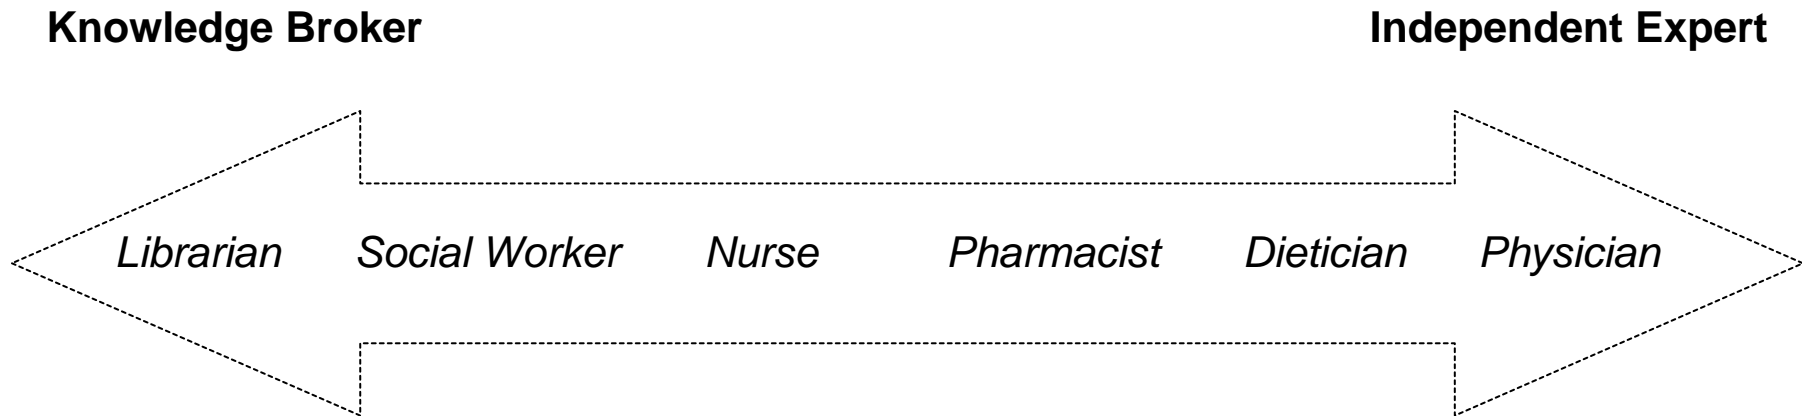 Knowledge Broker Independent Expert
Librarian Social Worker Nurse Pharmacist Dietician Physician